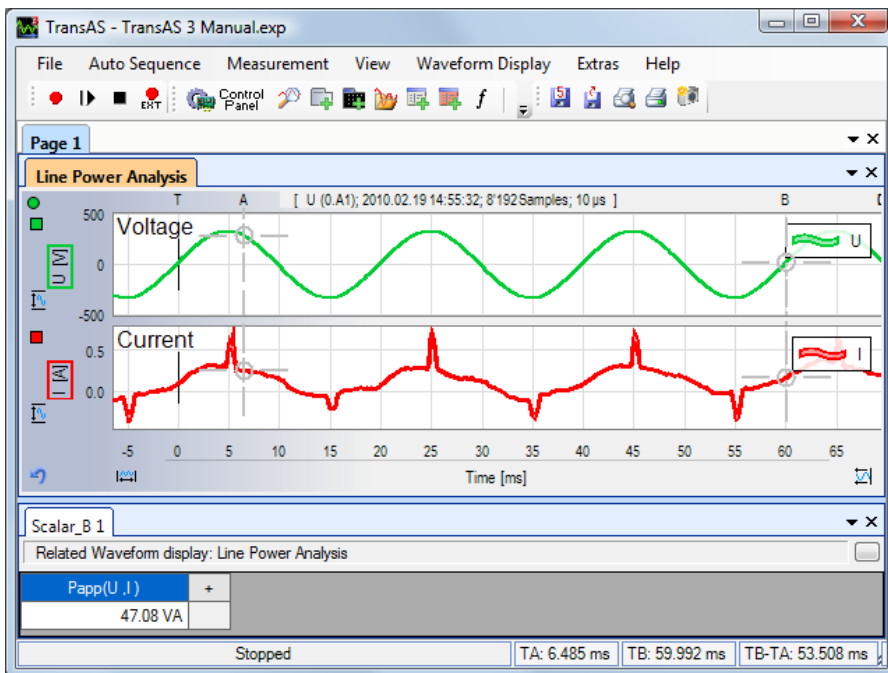 TransAS - TransAS 3 Manual.exp
File Auto Sequence Measurement View Waveform Display Extras Help
EXT Control Panel f 5
Page 1
Line Power Analysis
T A [ U (0.A1); 2010.02.19 14:55:32; 8'192Samples; 10 µs ] B
500 Voltage U
U [V]
0
-500
Current I
0.5
I [A]
0.0
-5 0 5 10 15 20 25 30 35 40 45 50 55 60 65
Time [ms]
Scalar_B 1
Related Waveform display: Line Power Analysis
Papp(U ,I ) +
47.08 VA
Stopped TA: 6.485 ms TB: 59.992 ms TB-TA: 53.508 ms